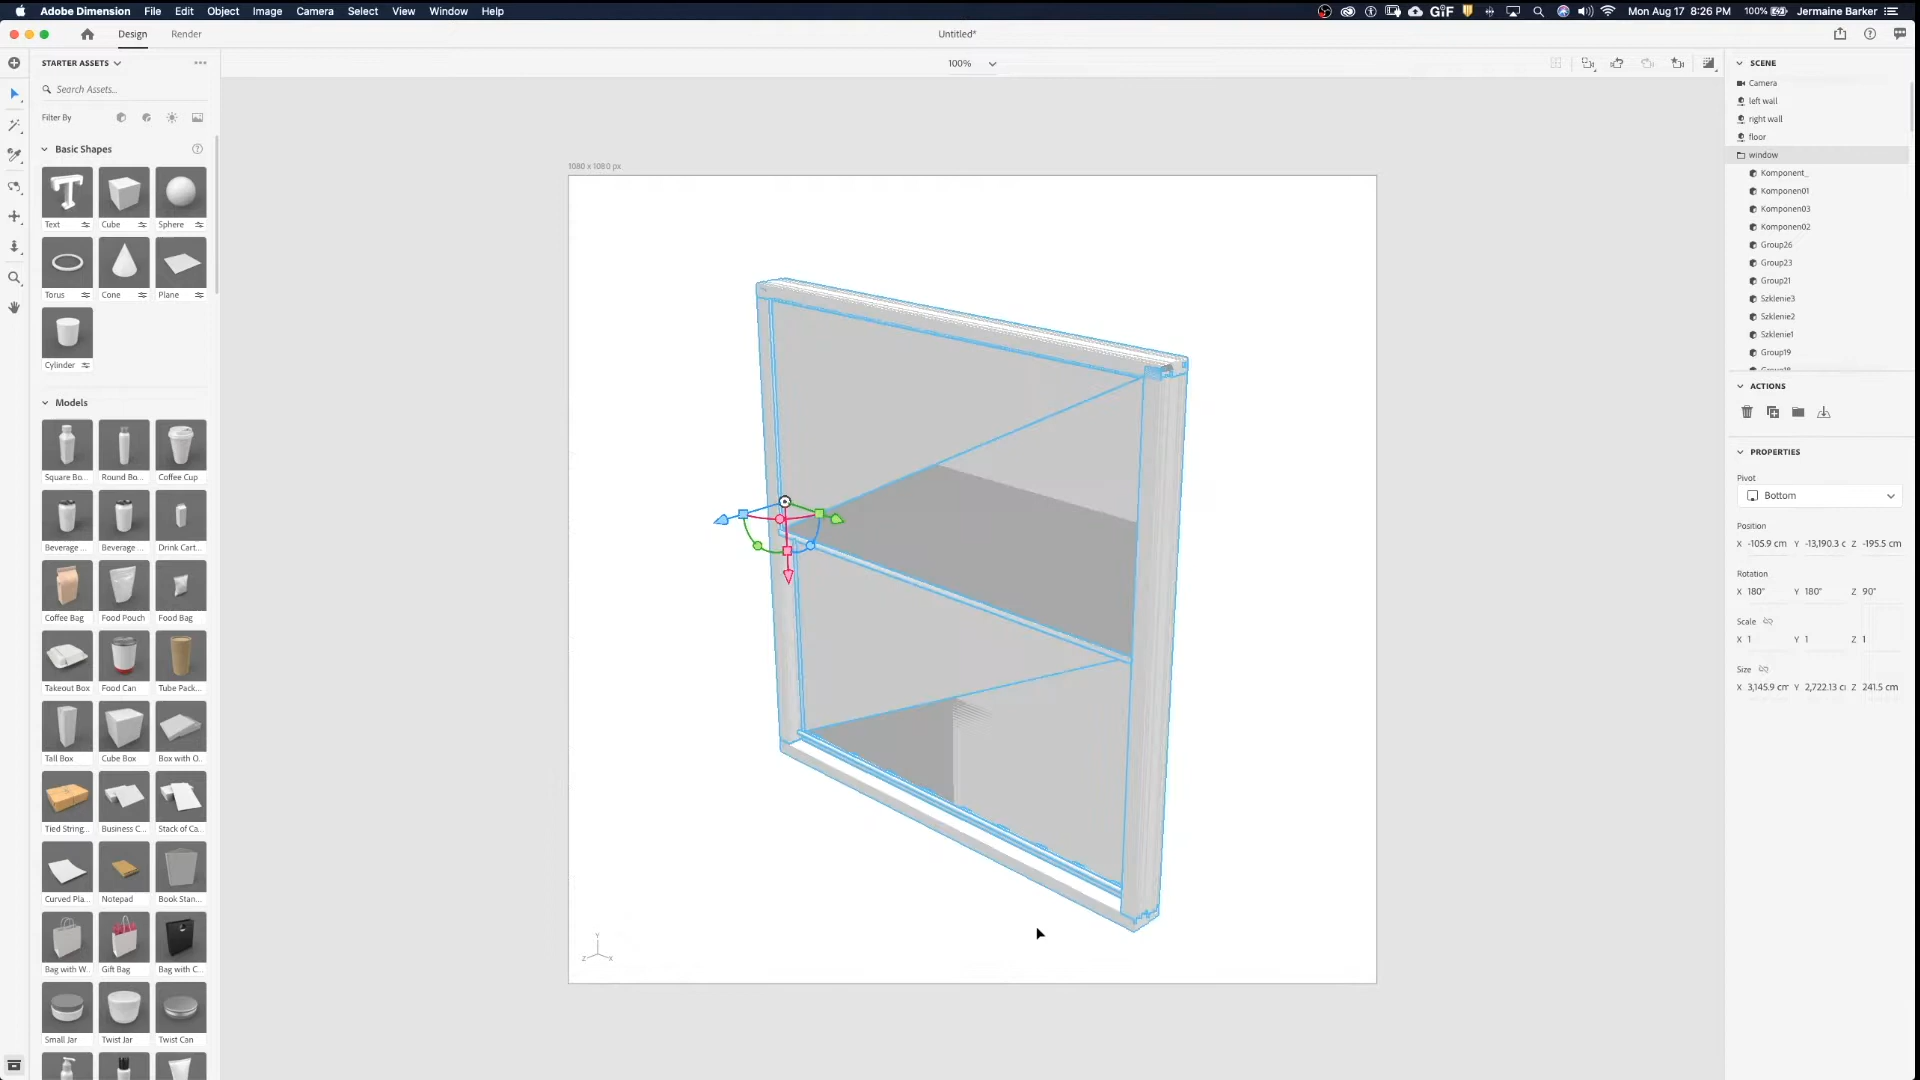 Adobe Dimension File Edit Object Image Camera Select View Window Help GIF Mon Aug 17 8:26 PM 100% Jermaine Barker
Design Render Untitled*
STARTER ASSETS
100%
Search Assets...
Filter By
Basic Shapes
Text Cube Sphere
Torus Cone Plane
Cylinder
Models
Square Bo... Round Bo... Coffee Cup
Beverage ... Beverage ... Drink Cart...
Coffee Bag Food Pouch Food Bag
Takeout Box Food Can Tube Pack...
Tall Box Cube Box Box with O...
Tied String... Business C... Stack of Ca...
Curved Pla... Notepad Book Stan...
Bag with W... Gift Bag Bag with C...
Small Jar Twist Jar Twist Can
1080 x 1080 px
Y
Z X
SCENE
Camera
left wall
right wall
floor
window
Komponent_
Komponen01
Komponen03
Komponen02
Group26
Group23
Group21
Szklenie3
Szklenie2
Szklenie1
Group19
ACTIONS
PROPERTIES
Pivot
Bottom
Position
X -105.9 cm Y -13,190.3 c Z -195.5 cm
Rotation
X 180° Y 180° Z 90°
Scale
X 1 Y 1 Z 1
Size
X 3,145.9 cm Y 2,722.13 c Z 241.5 cm